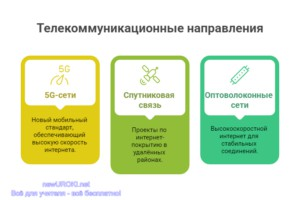 Телекоммуникационные направления
5G
5G-сети
Новый мобильный
стандарт,
обеспечивающий
высокую скорость
интернета.
Спутниковая
связь
Проекты по
интернет-
покрытию в
удалённых
районах.
Оптоволоконные
сети
Высокоскоростной
интернет для
стабильных
соединений.
newUROKI.net
Всё для учителя - всё бесплатно!